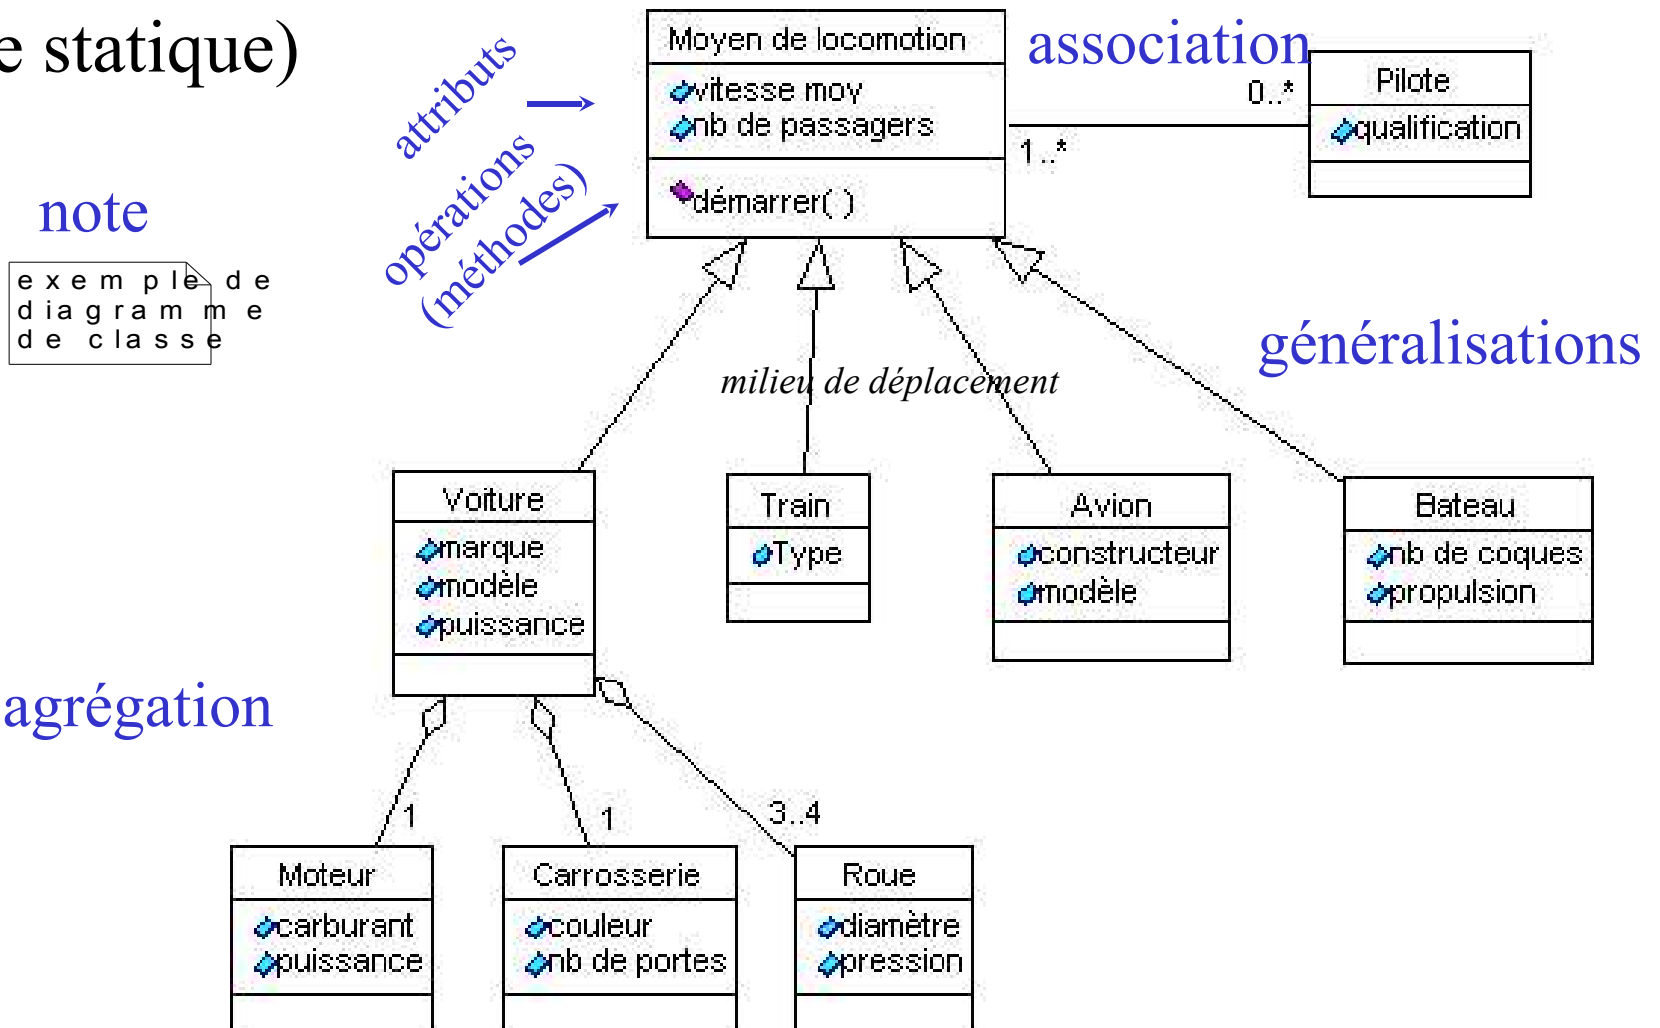 e statique)
Moyen de locomotion
vitesse moy
nb de passagers
démarrer( )
association
0..*
1..*
Pilote
qualification
attributs
opérations
(méthodes)
note
exemple de
diagramme
de classe
généralisations
milieu de déplacement
Voiture
marque
modèle
puissance
Train
Type
Avion
constructeur
modèle
Bateau
nb de coques
propulsion
agrégation
1
1
3..4
Moteur
carburant
puissance
Carrosserie
couleur
nb de portes
Roue
diamètre
pression